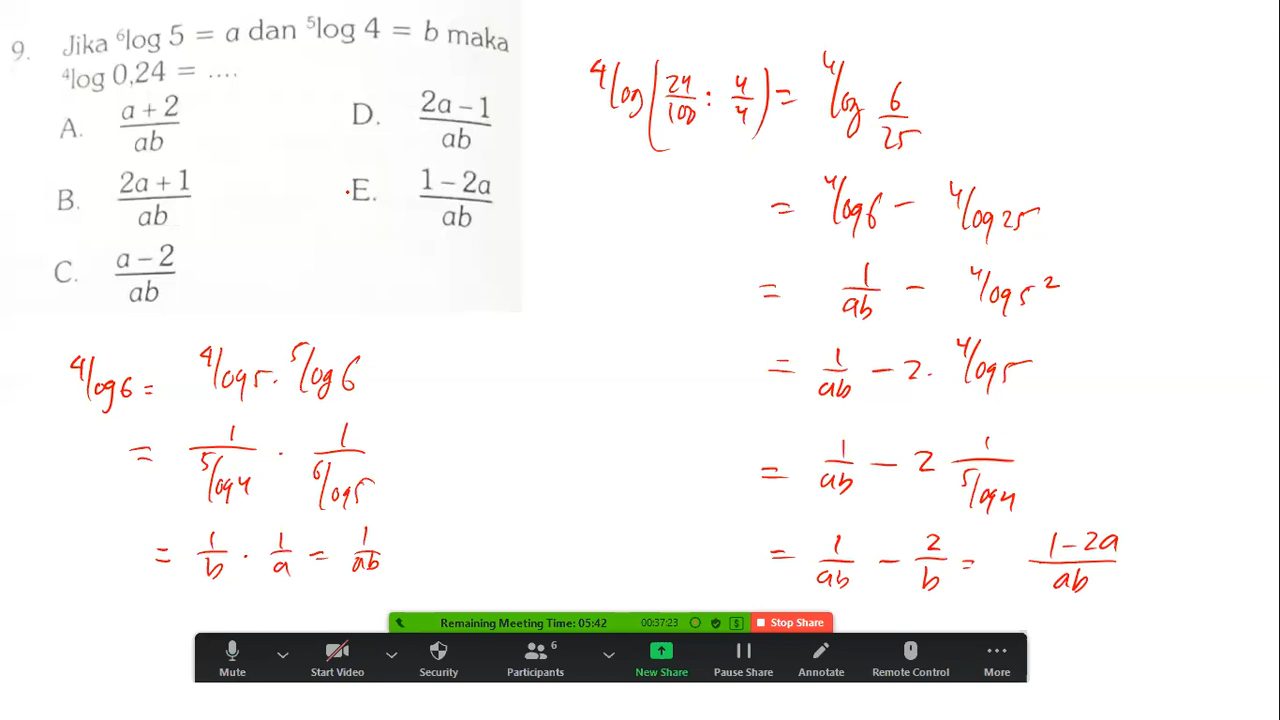 9. Jika ⁶log 5 = a dan ⁵log 4 = b maka
⁴log 0,24 = ....
A. (a + 2)/(ab)
B. (2a + 1)/(ab)
C. (a – 2)/(ab)
D. (2a – 1)/(ab)
E. (1 – 2a)/(ab)
⁴log 6 = ⁴log 5 . ⁵log 6
= 1/(⁵log 4) . 1/(⁶log 5)
= 1/b . 1/a = 1/(ab)
⁴log (24/100 : 4/4) = ⁴log 6/25
= ⁴log 6 – ⁴log 25
= 1/(ab) – ⁴log 5²
= 1/(ab) – 2. ⁴log 5
= 1/(ab) – 2 1/(⁵log 4)
= 1/(ab) – 2/b = (1 – 2a)/(ab)
Remaining Meeting Time: 05:42 00:37:23 $ Stop Share
6
Mute Start Video Security Participants New Share Pause Share Annotate Remote Control More